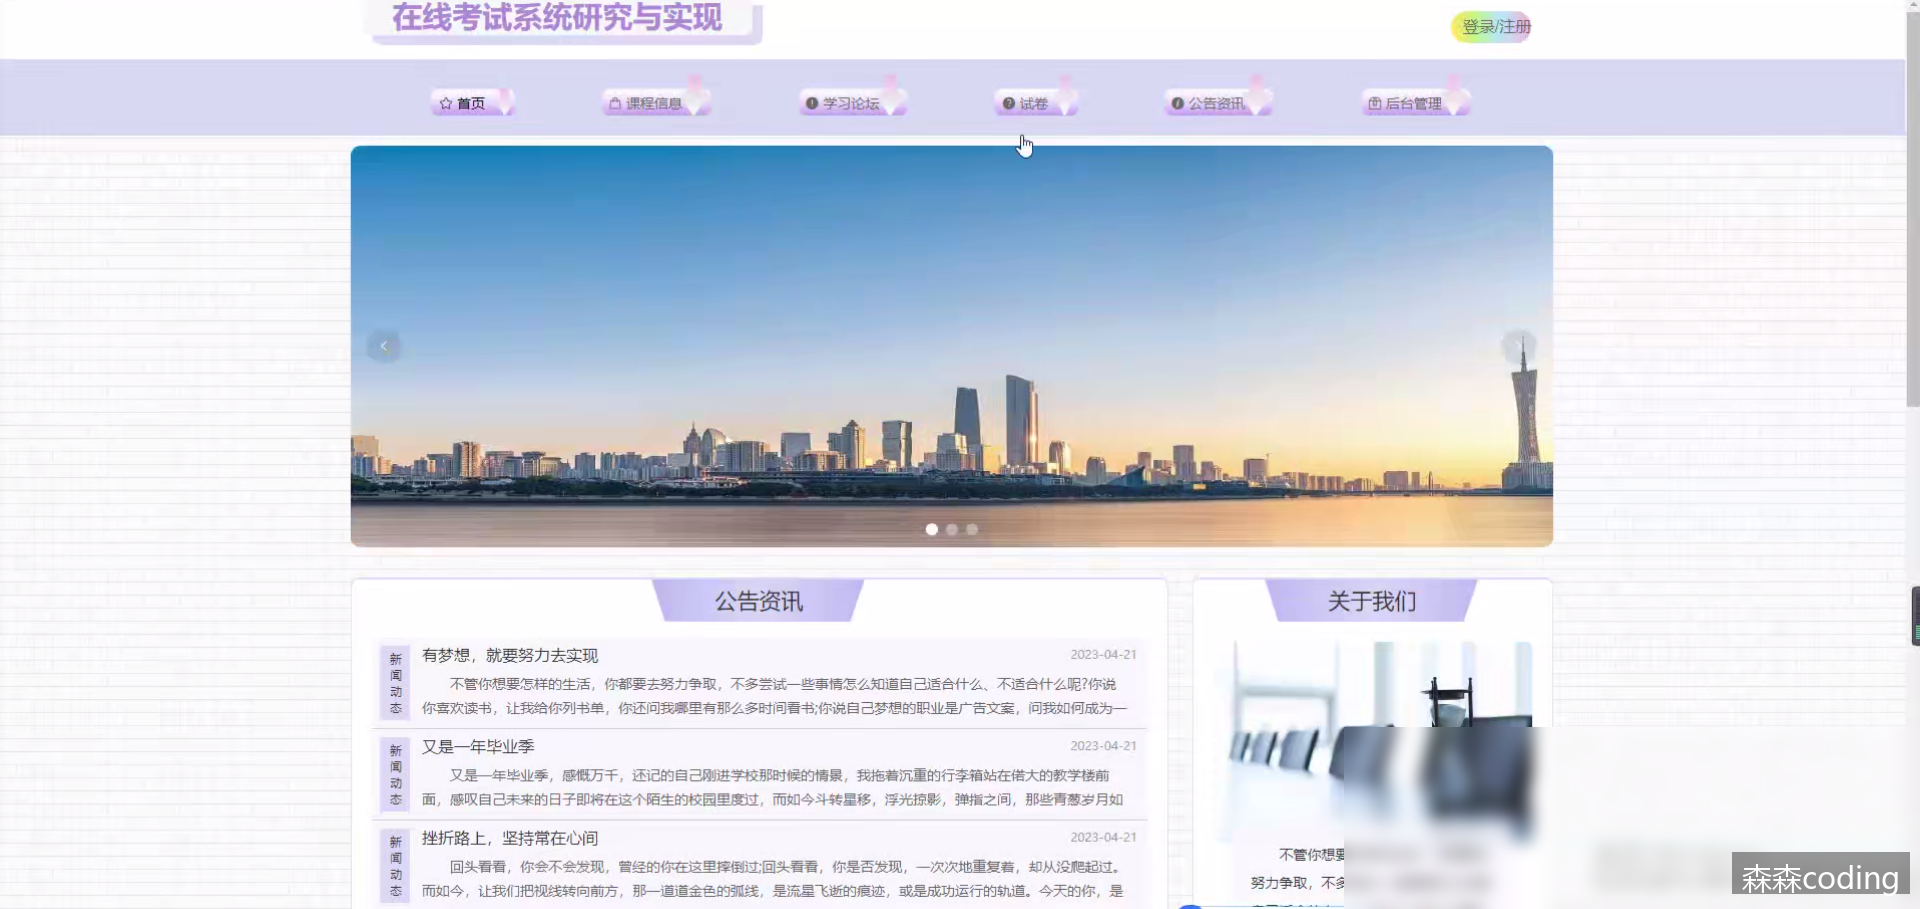 在线考试系统研究与实现
登录/注册
首页
课程信息
学习论坛
试卷
公告资讯
后台管理
公告资讯
新闻动态
有梦想，就要努力去实现
2023-04-21
不管你想要怎样的生活，你都要去努力争取，不多尝试一些事情怎么知道自己适合什么、不适合什么呢?你说
你喜欢读书，让我给你列书单，你还问我哪里有那么多时间看书;你说自己梦想的职业是广告文案，问我如何成为一
新闻动态
又是一年毕业季
2023-04-21
又是一年毕业季，感慨万千，还记的自己刚进学校那时候的情景，我拖着沉重的行李箱站在偌大的教学楼前
面，感叹自己未来的日子即将在这个陌生的校园里度过，而如今斗转星移，浮光掠影，弹指之间，那些青葱岁月如
新闻动态
挫折路上，坚持常在心间
2023-04-21
回头看看，你会不会发现，曾经的你在这里摔倒过;回头看看，你是否发现，一次次地重复着，却从没爬起过。
而如今，让我们把视线转向前方，那一道道金色的弧线，是流星飞逝的痕迹，或是成功运行的轨道。今天的你，是
关于我们
不管你想要
努力争取，不多
森森coding